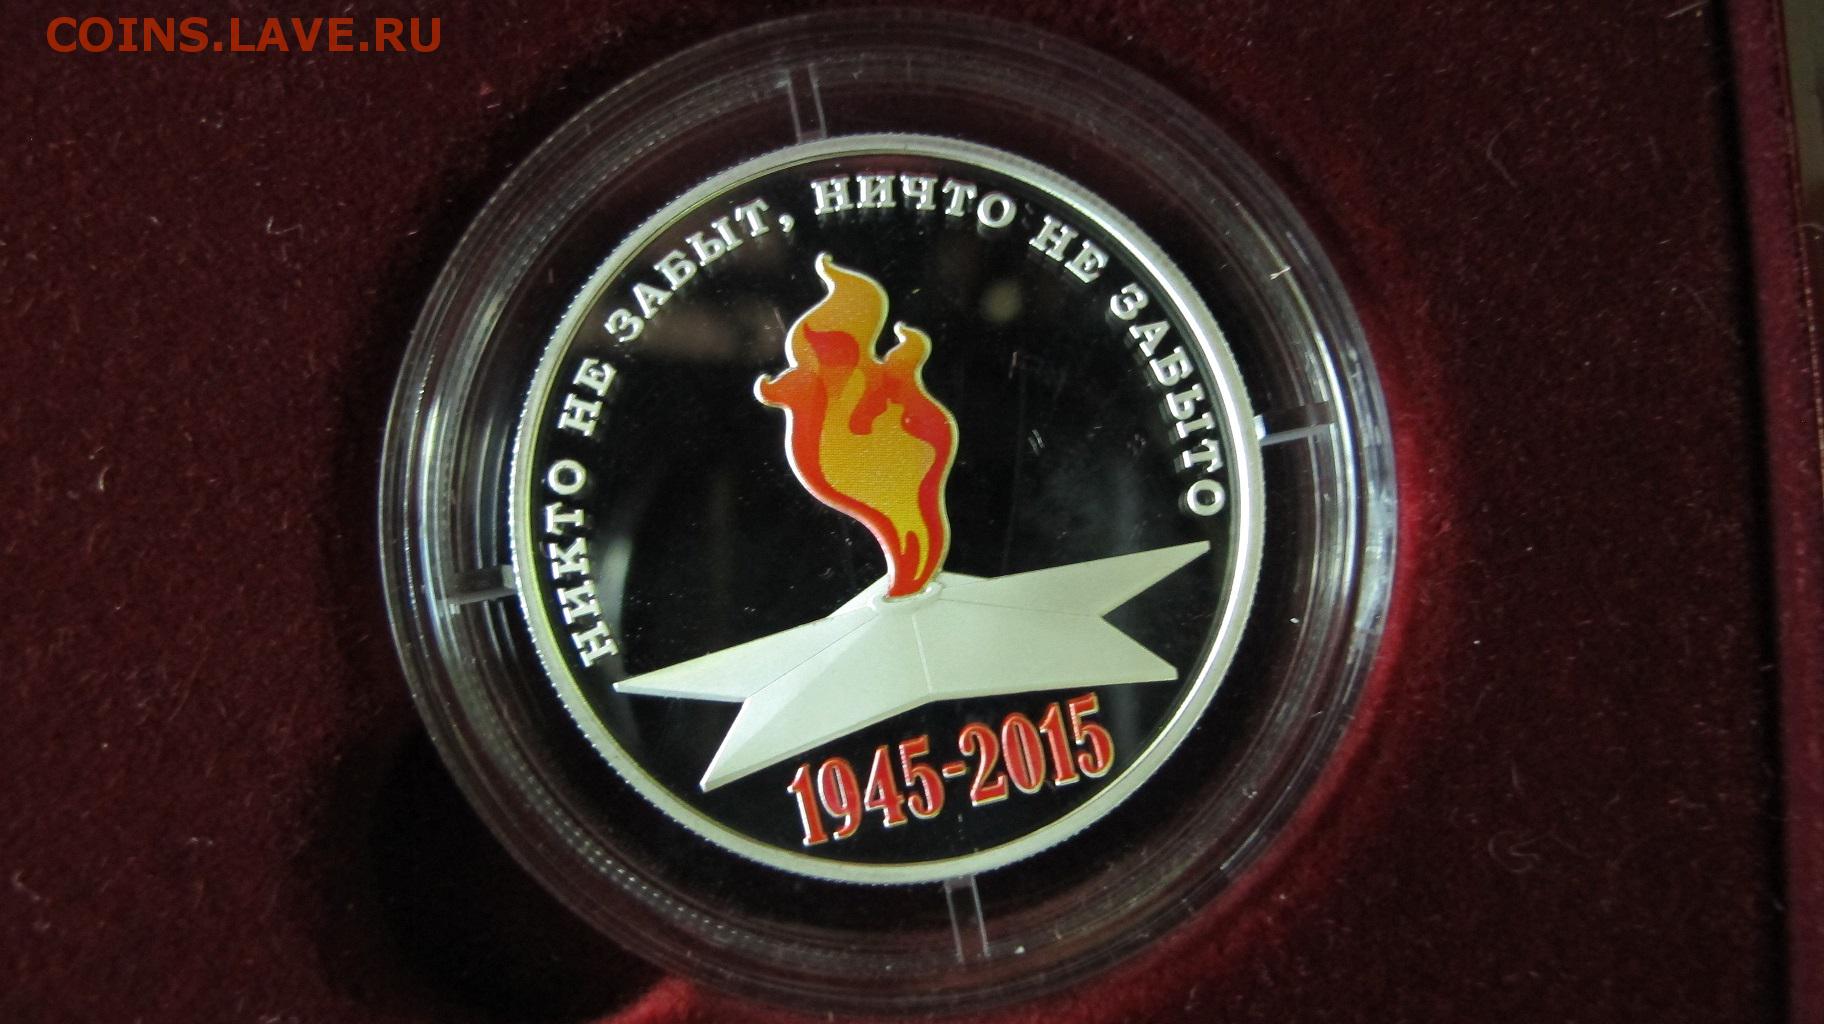 COINS.LAVE.RU
НИКТО НЕ ЗАБЫТ, НИЧТО НЕ ЗАБЫТО
1945-2015